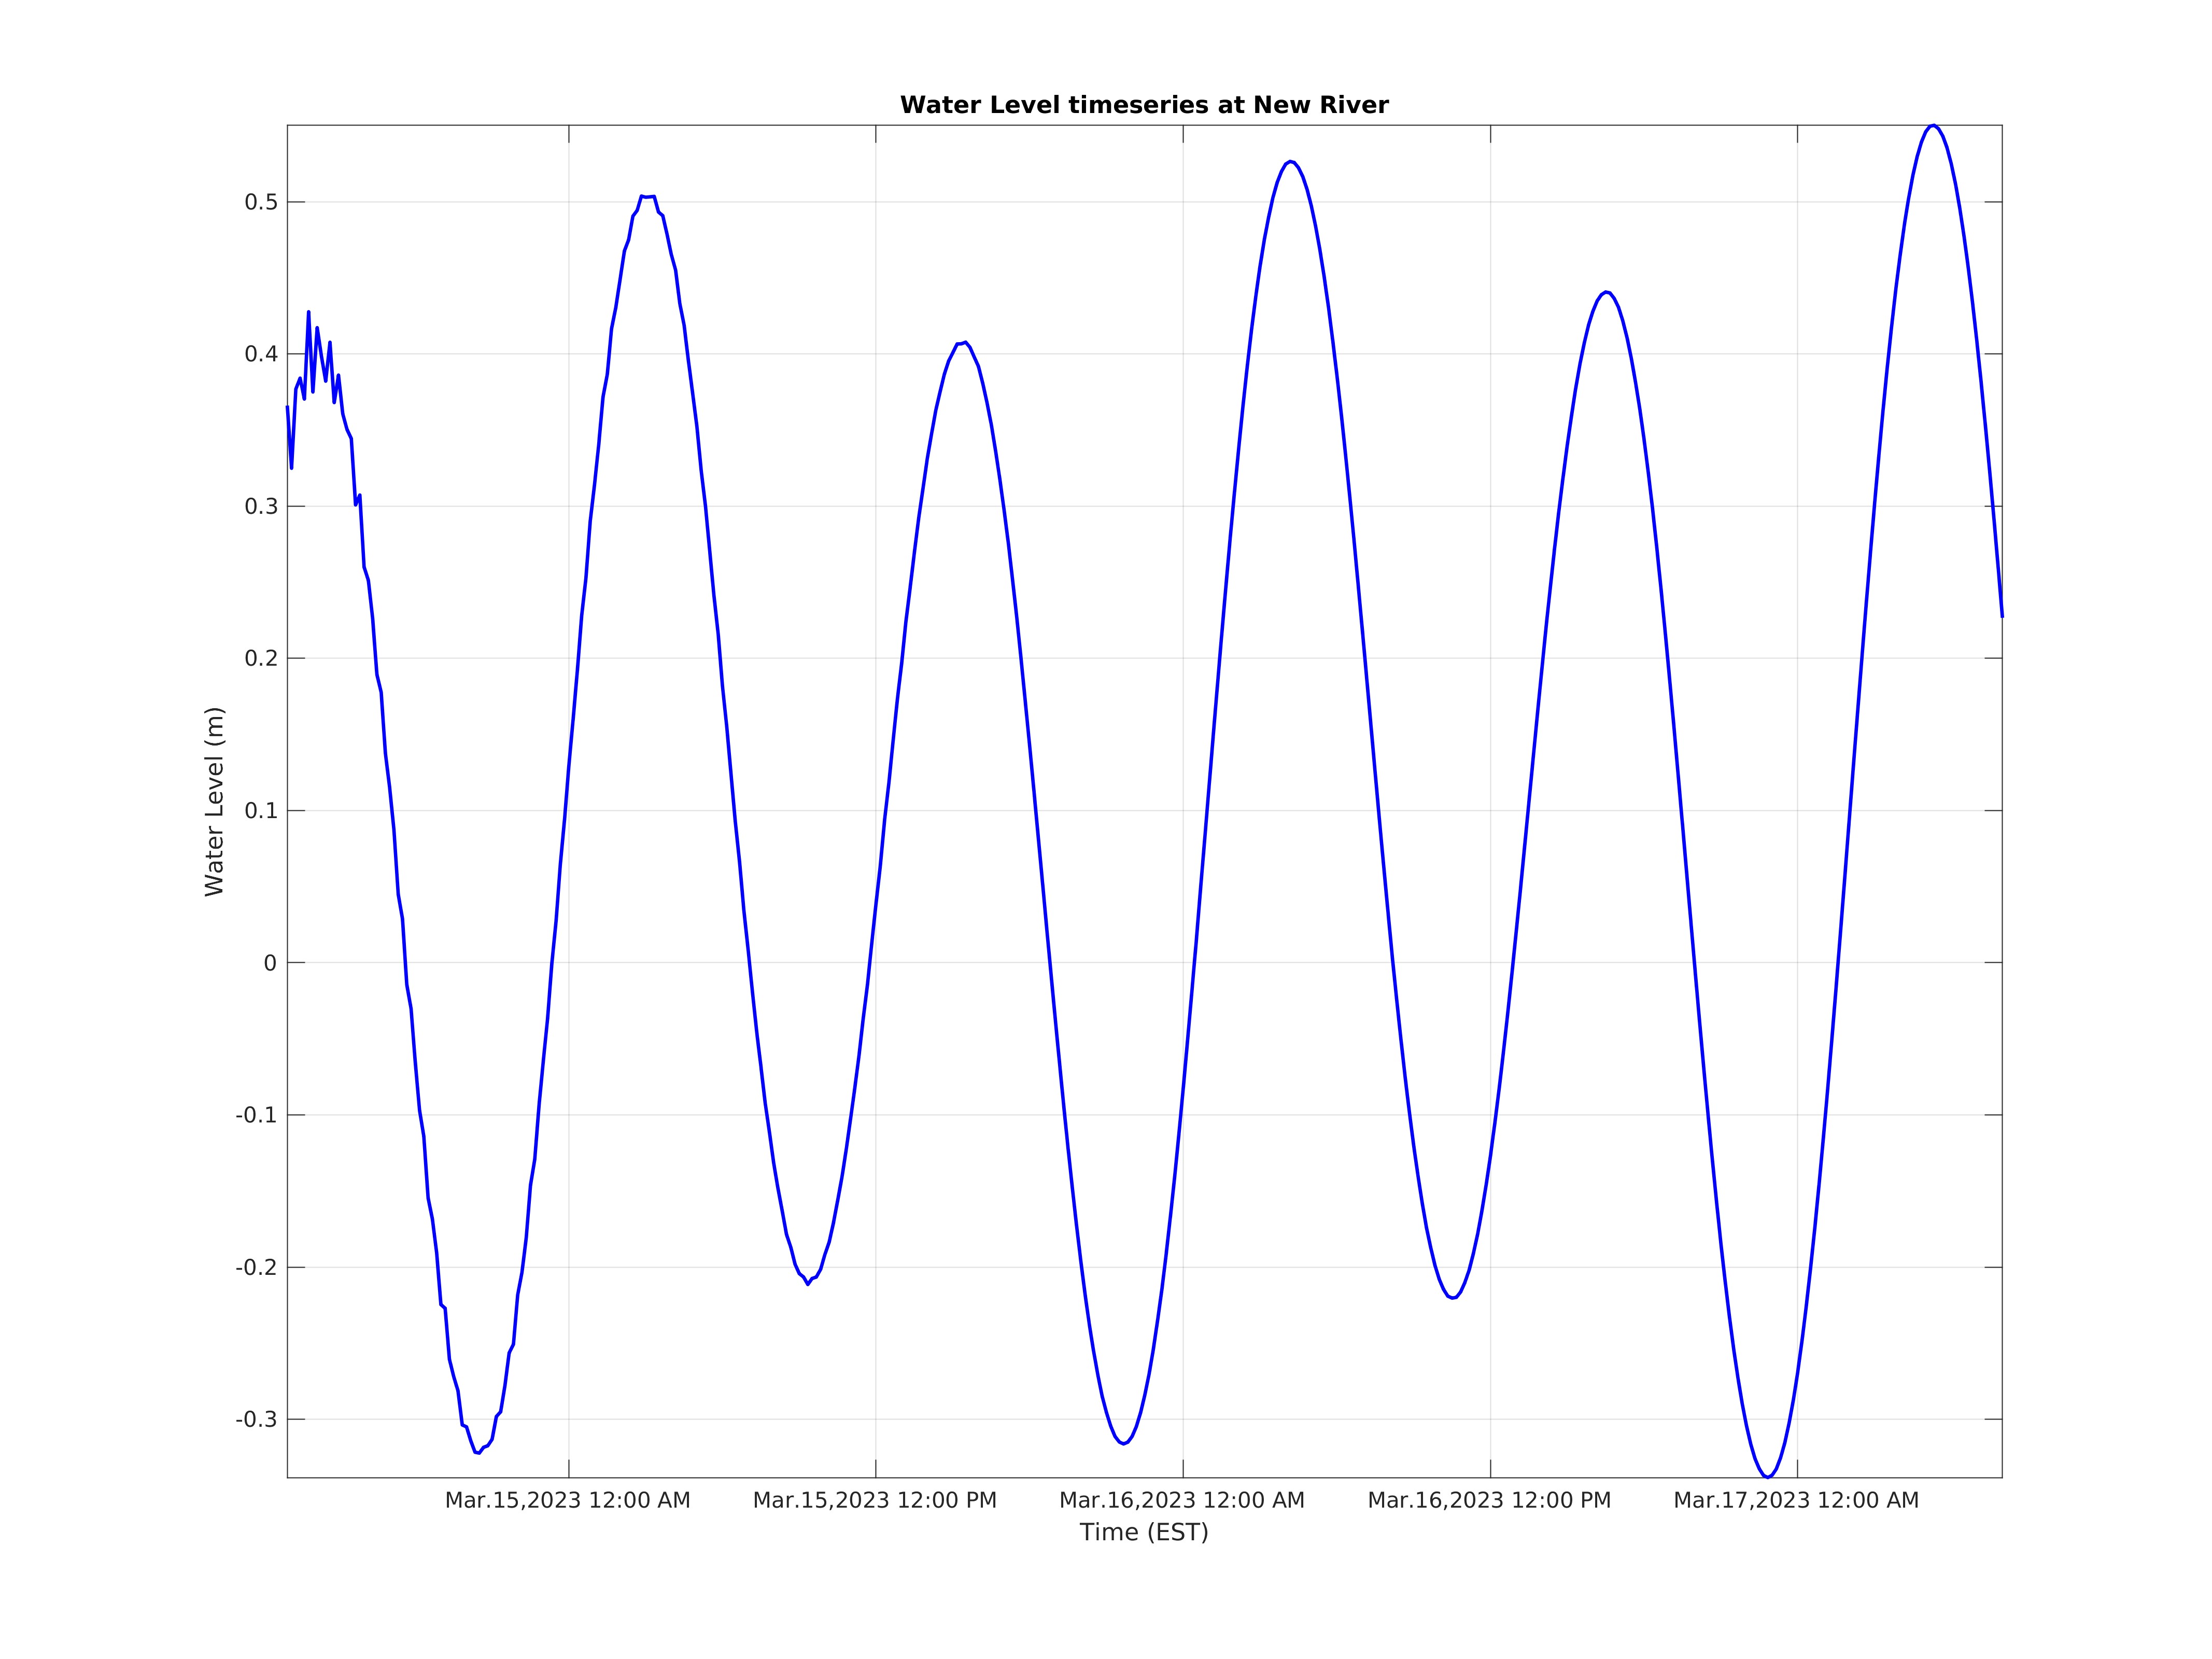 Water Level timeseries at New River
0.5
0.4
0.3
0.2
0.1
0
-0.1
-0.2
-0.3
Water Level (m)
Mar.15,2023 12:00 AM
Mar.15,2023 12:00 PM
Mar.16,2023 12:00 AM
Mar.16,2023 12:00 PM
Mar.17,2023 12:00 AM
Time (EST)